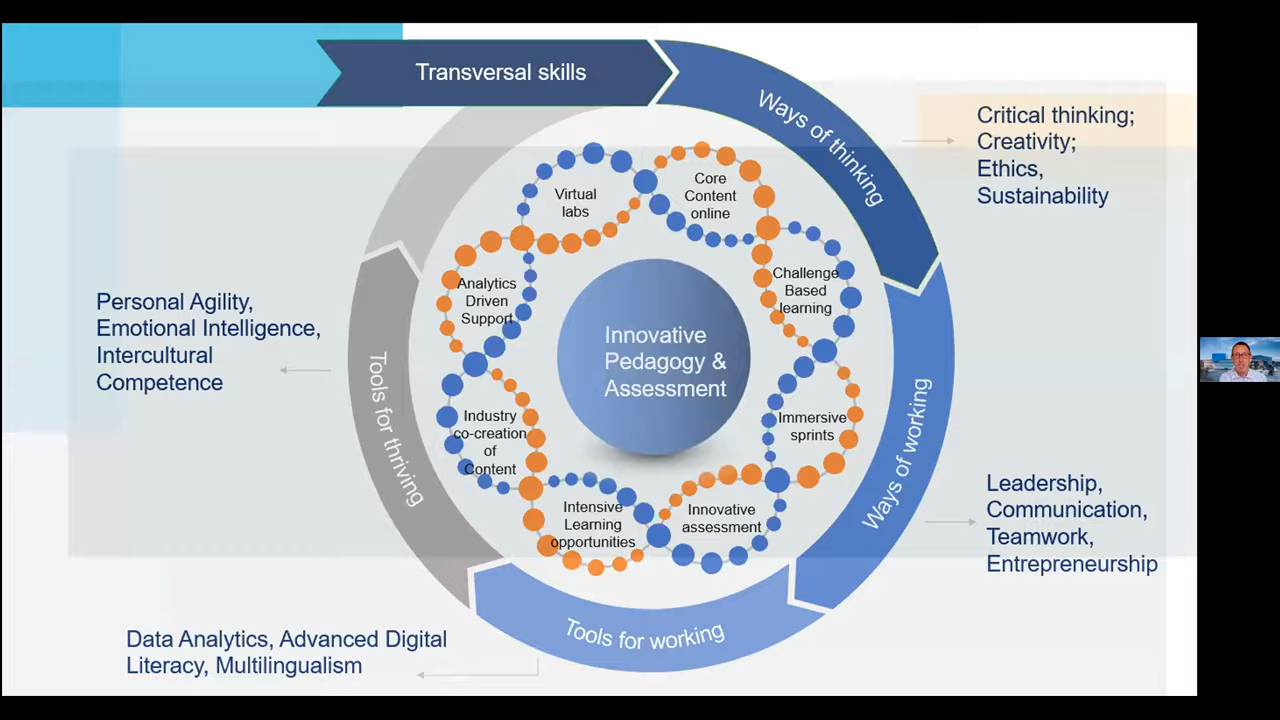 Transversal skills
Ways of thinking
Critical thinking;
Creativity;
Ethics,
Sustainability
Virtual
labs
Core
Content
online
Analytics
Driven
Support
Challenge
Based
learning
Personal Agility,
Emotional Intelligence,
Intercultural
Competence
Innovative
Pedagogy &
Assessment
Tools for thriving
Ways of working
Industry
co-creation
of
Content
Immersive
sprints
Intensive
Learning
opportunities
Innovative
assessment
Leadership,
Communication,
Teamwork,
Entrepreneurship
Tools for working
Data Analytics, Advanced Digital
Literacy, Multilingualism